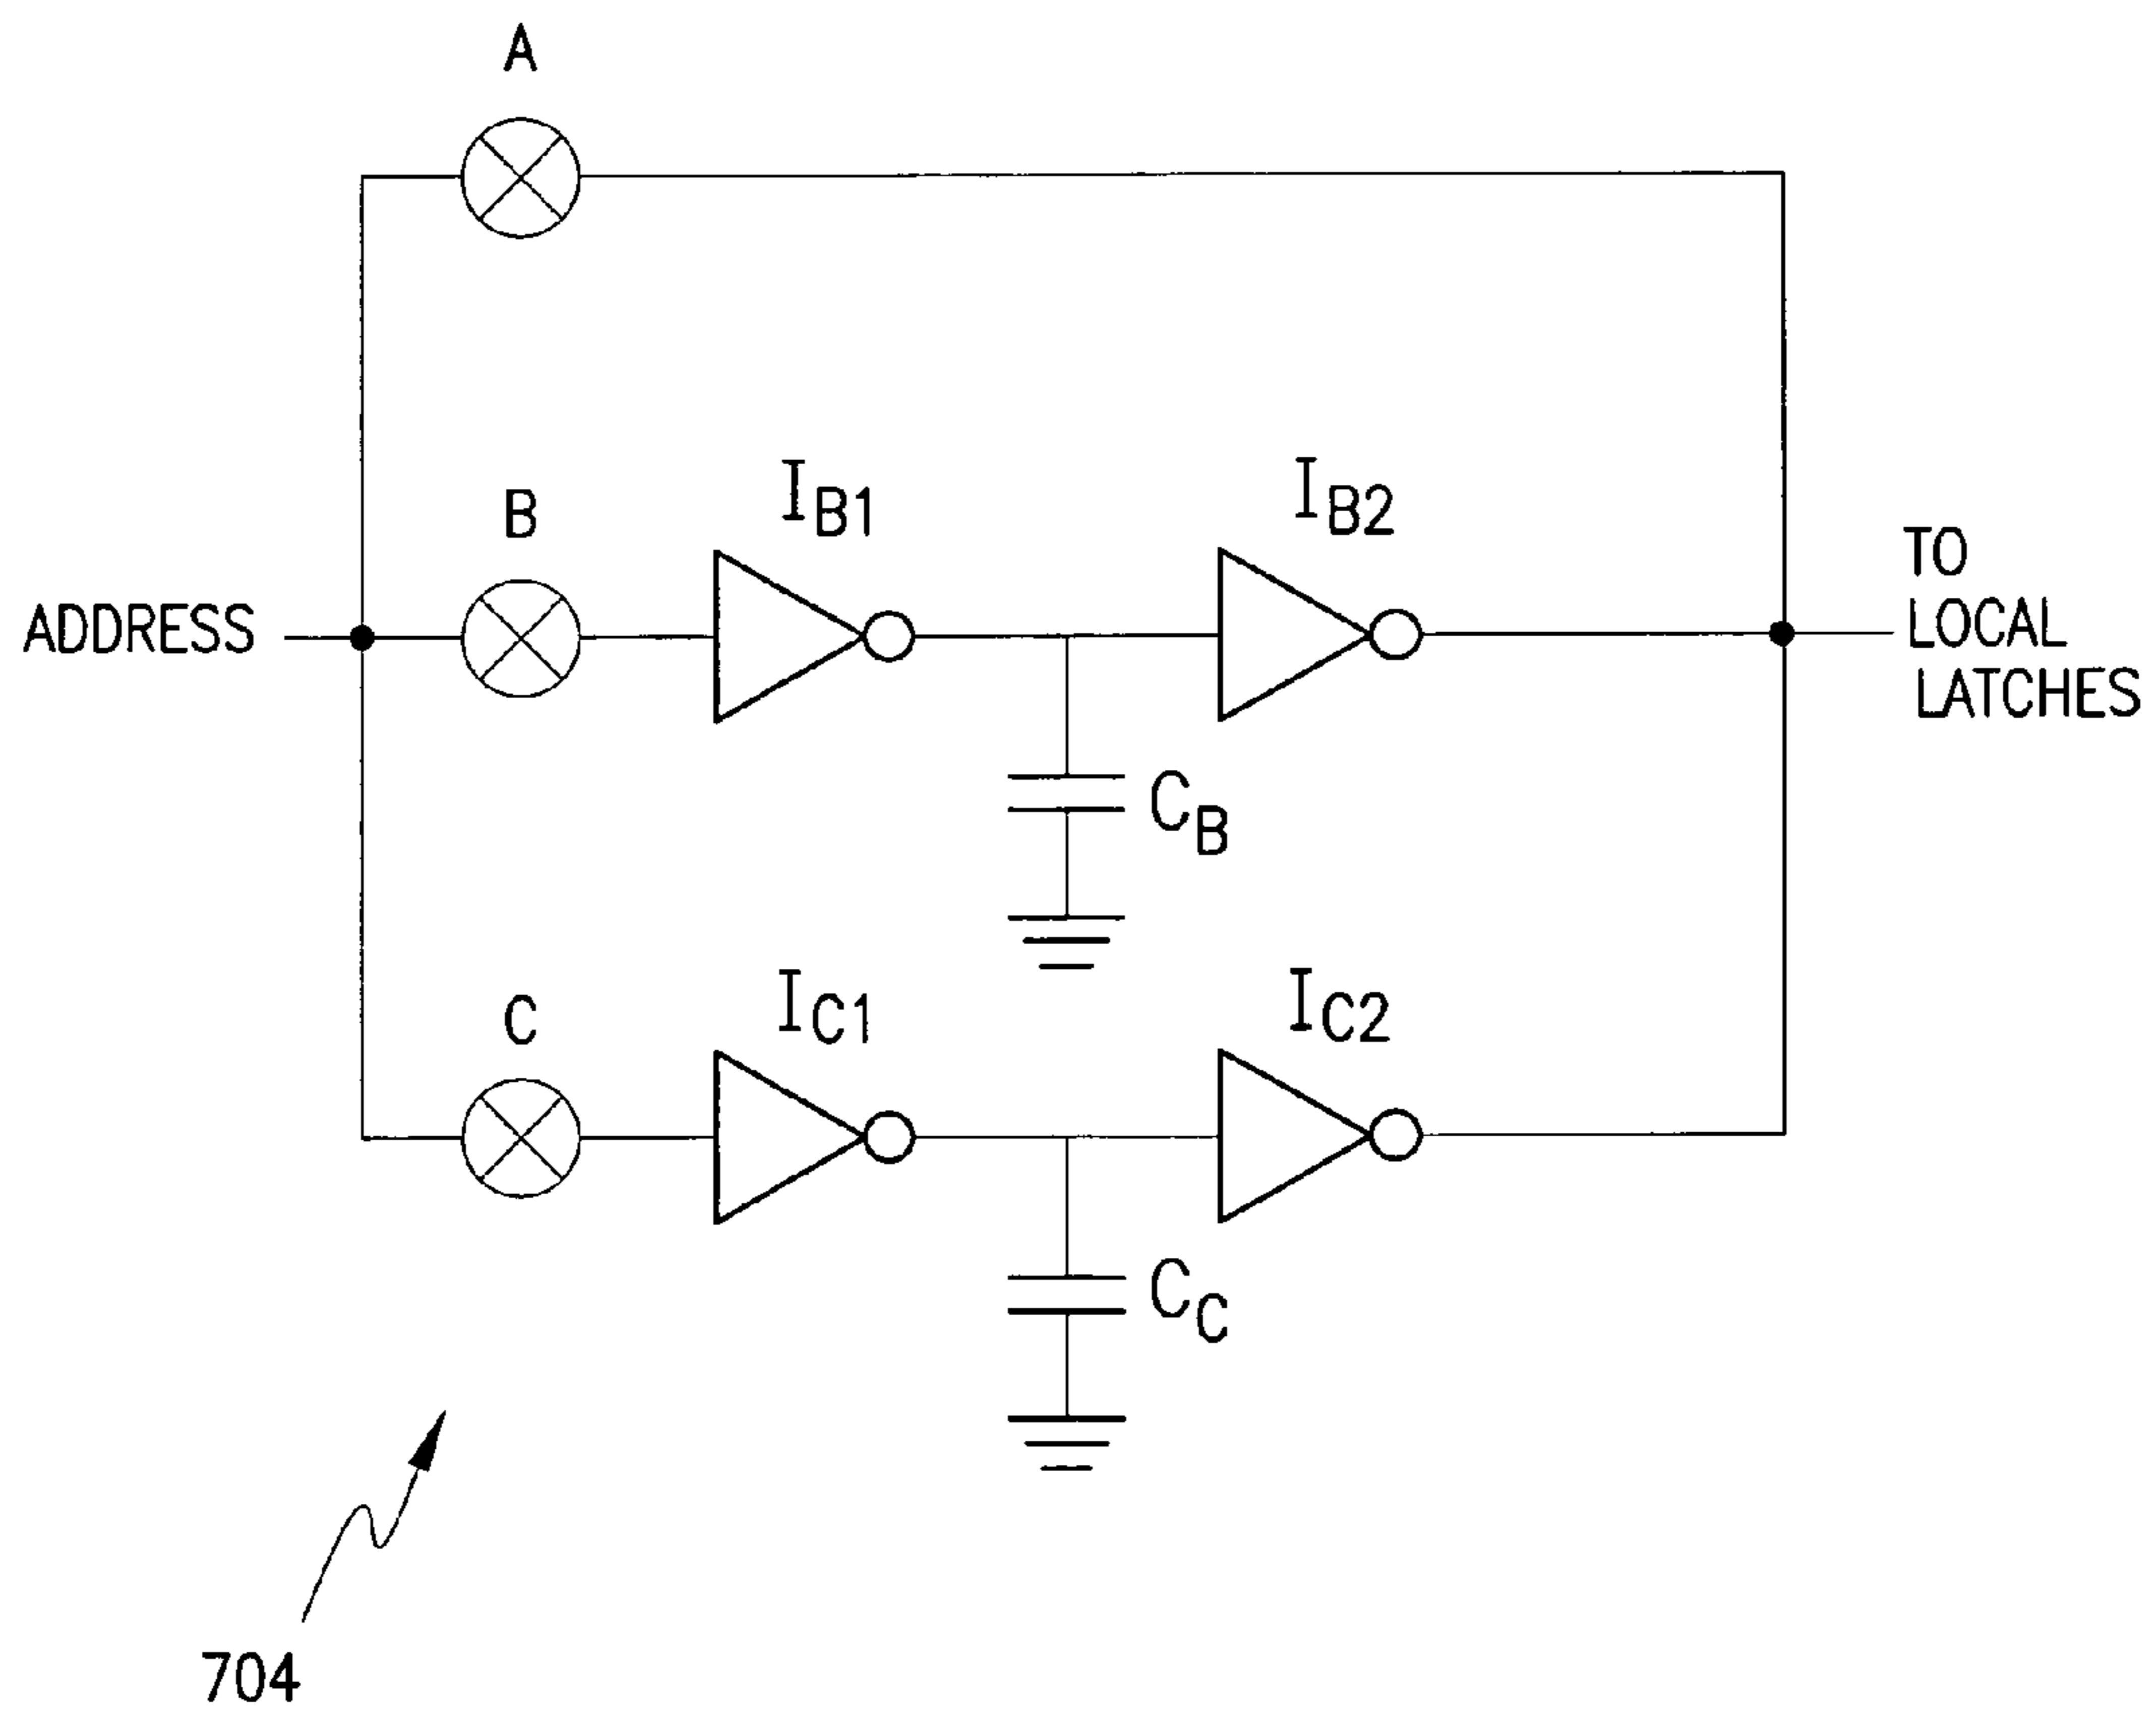 A
B
I_B1
I_B2
ADDRESS
TO
LOCAL
LATCHES
C_B
C
I_C1
I_C2
C_C
704